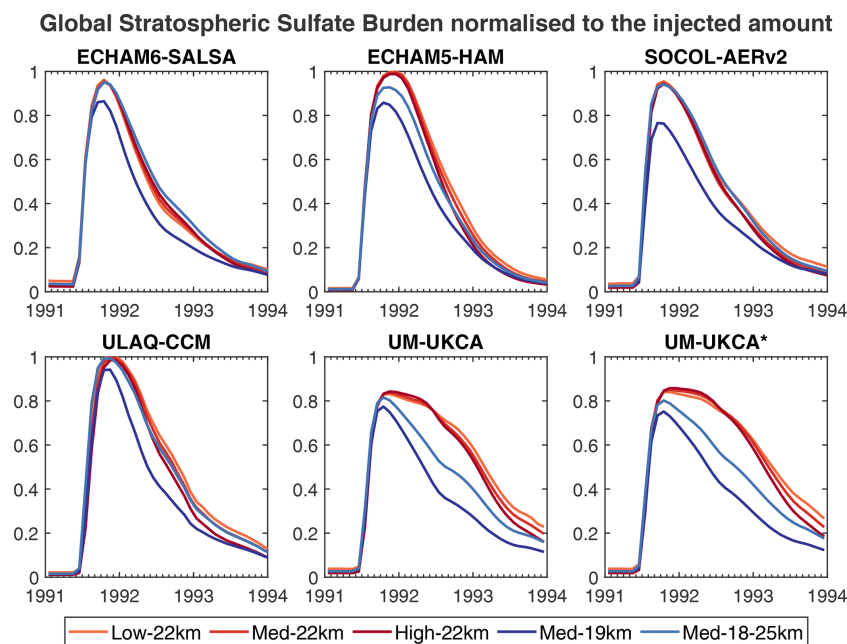 Global Stratospheric Sulfate Burden normalised to the injected amount
ECHAM6-SALSA ECHAM5-HAM SOCOL-AERv2
1 1 1
0.8 0.8 0.8
0.6 0.6 0.6
0.4 0.4 0.4
0.2 0.2 0.2
0 0 0
1991 1992 1993 1994 1991 1992 1993 1994 1991 1992 1993 1994
ULAQ-CCM UM-UKCA UM-UKCA*
1 1 1
0.8 0.8 0.8
0.6 0.6 0.6
0.4 0.4 0.4
0.2 0.2 0.2
0 0 0
1991 1992 1993 1994 1991 1992 1993 1994 1991 1992 1993 1994
Low-22km Med-22km High-22km Med-19km Med-18-25km